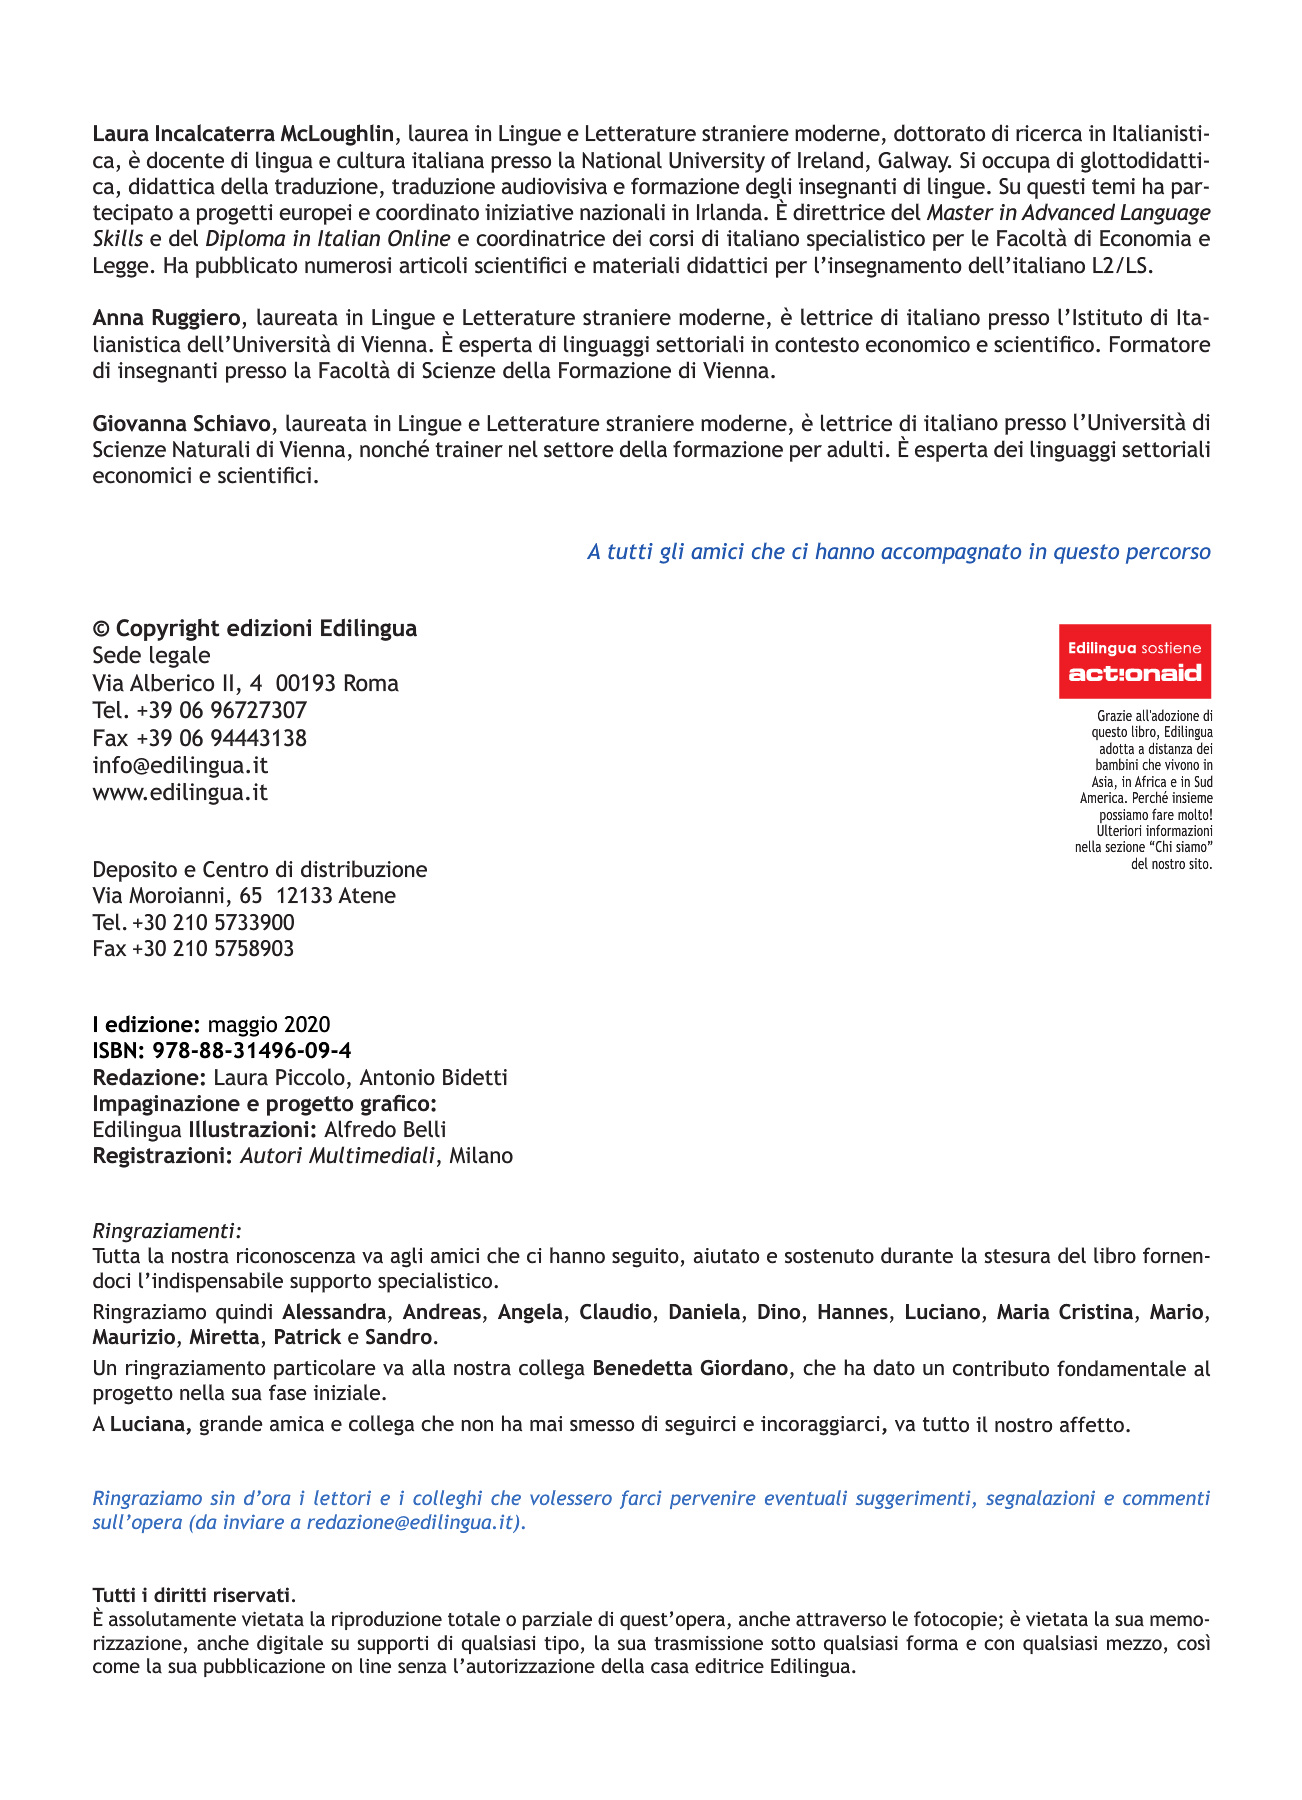 Laura Incalcaterra McLoughlin, laurea in Lingue e Letterature straniere moderne, dottorato di ricerca in Italianisti-
ca, è docente di lingua e cultura italiana presso la National University of Ireland, Galway. Si occupa di glottodidatti-
ca, didattica della traduzione, traduzione audiovisiva e formazione degli insegnanti di lingue. Su questi temi ha par-
tecipato a progetti europei e coordinato iniziative nazionali in Irlanda. È direttrice del Master in Advanced Language
Skills e del Diploma in Italian Online e coordinatrice dei corsi di italiano specialistico per le Facoltà di Economia e
Legge. Ha pubblicato numerosi articoli scientifici e materiali didattici per l’insegnamento dell’italiano L2/LS.
Anna Ruggiero, laureata in Lingue e Letterature straniere moderne, è lettrice di italiano presso l’Istituto di Ita-
lianistica dell’Università di Vienna. È esperta di linguaggi settoriali in contesto economico e scientifico. Formatore
di insegnanti presso la Facoltà di Scienze della Formazione di Vienna.
Giovanna Schiavo, laureata in Lingue e Letterature straniere moderne, è lettrice di italiano presso l’Università di
Scienze Naturali di Vienna, nonché trainer nel settore della formazione per adulti. È esperta dei linguaggi settoriali
economici e scientifici.
A tutti gli amici che ci hanno accompagnato in questo percorso
© Copyright edizioni Edilingua
Sede legale
Via Alberico II, 4 00193 Roma
Tel. +39 06 96727307
Fax +39 06 94443138
info@edilingua.it
www.edilingua.it
Edilingua sostiene
act!onaid
Grazie all'adozione di
questo libro, Edilingua
adotta a distanza dei
bambini che vivono in
Asia, in Africa e in Sud
America. Perché insieme
possiamo fare molto!
Ulteriori informazioni
nella sezione “Chi siamo”
del nostro sito.
Deposito e Centro di distribuzione
Via Moroianni, 65 12133 Atene
Tel. +30 210 5733900
Fax +30 210 5758903
I edizione: maggio 2020
ISBN: 978-88-31496-09-4
Redazione: Laura Piccolo, Antonio Bidetti
Impaginazione e progetto grafico:
Edilingua Illustrazioni: Alfredo Belli
Registrazioni: Autori Multimediali, Milano
Ringraziamenti:
Tutta la nostra riconoscenza va agli amici che ci hanno seguito, aiutato e sostenuto durante la stesura del libro fornen-
doci l’indispensabile supporto specialistico.
Ringraziamo quindi Alessandra, Andreas, Angela, Claudio, Daniela, Dino, Hannes, Luciano, Maria Cristina, Mario,
Maurizio, Miretta, Patrick e Sandro.
Un ringraziamento particolare va alla nostra collega Benedetta Giordano, che ha dato un contributo fondamentale al
progetto nella sua fase iniziale.
A Luciana, grande amica e collega che non ha mai smesso di seguirci e incoraggiarci, va tutto il nostro affetto.
Ringraziamo sin d’ora i lettori e i colleghi che volessero farci pervenire eventuali suggerimenti, segnalazioni e commenti
sull’opera (da inviare a redazione@edilingua.it).
Tutti i diritti riservati.
È assolutamente vietata la riproduzione totale o parziale di quest’opera, anche attraverso le fotocopie; è vietata la sua memo-
rizzazione, anche digitale su supporti di qualsiasi tipo, la sua trasmissione sotto qualsiasi forma e con qualsiasi mezzo, così
come la sua pubblicazione on line senza l’autorizzazione della casa editrice Edilingua.